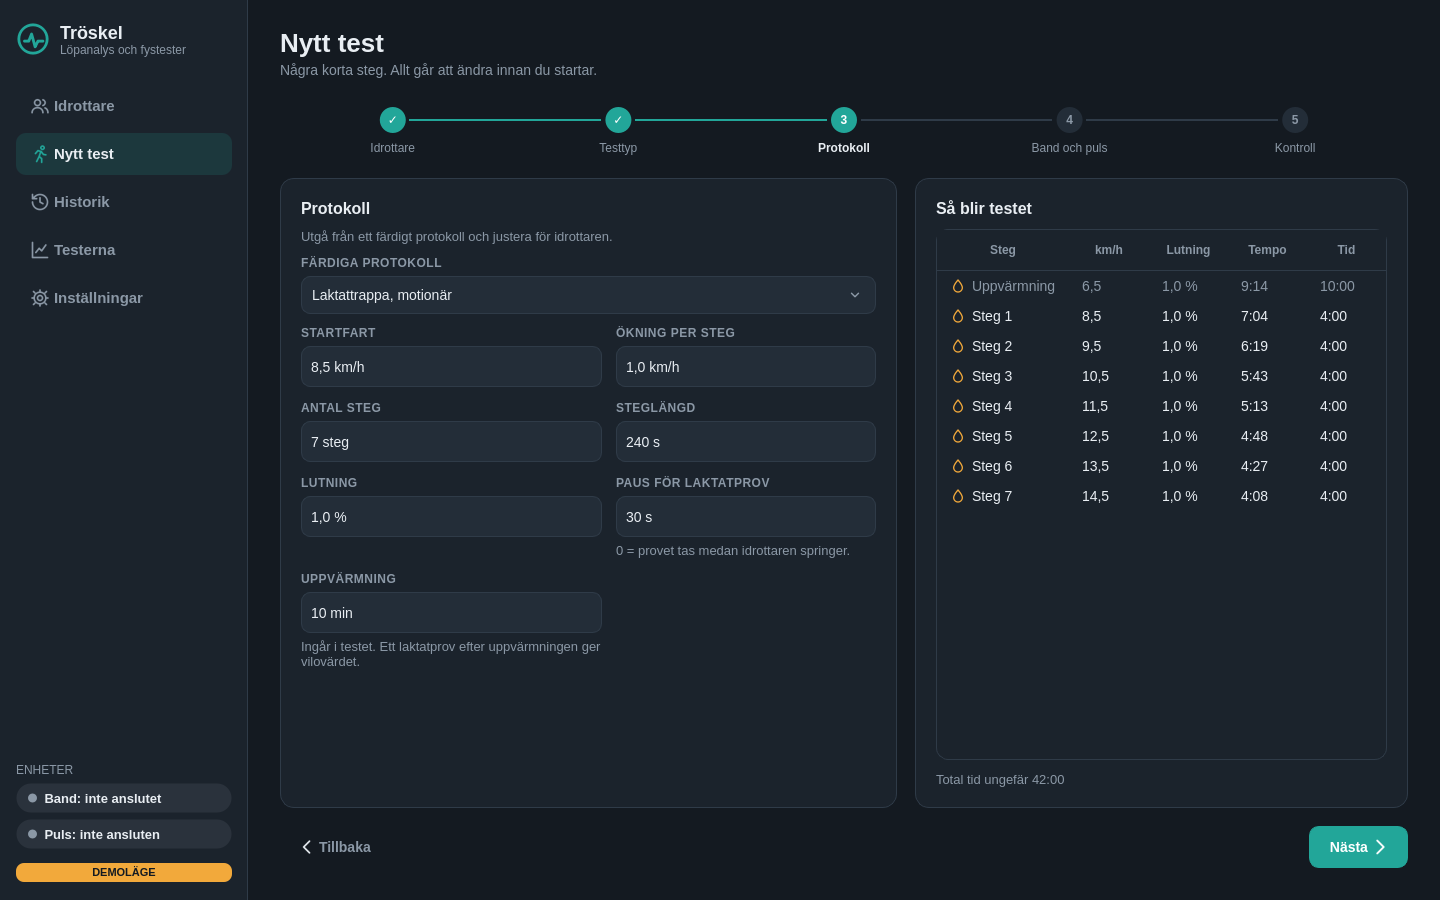 Tröskel
Löpanalys och fystester
Idrottare
Nytt test
Historik
Testerna
Inställningar
ENHETER
Band: inte anslutet
Puls: inte ansluten
DEMOLÄGE
Nytt test
Några korta steg. Allt går att ändra innan du startar.
✓ ✓ 3 4 5
Idrottare Testtyp Protokoll Band och puls Kontroll
Protokoll
Utgå från ett färdigt protokoll och justera för idrottaren.
FÄRDIGA PROTOKOLL
Laktattrappa, motionär
STARTFART ÖKNING PER STEG
8,5 km/h 1,0 km/h
ANTAL STEG STEGLÄNGD
7 steg 240 s
LUTNING PAUS FÖR LAKTATPROV
1,0 % 30 s
0 = provet tas medan idrottaren springer.
UPPVÄRMNING
10 min
Ingår i testet. Ett laktatprov efter uppvärmningen ger
vilovärdet.
Så blir testet
Steg km/h Lutning Tempo Tid
Uppvärmning 6,5 1,0 % 9:14 10:00
Steg 1 8,5 1,0 % 7:04 4:00
Steg 2 9,5 1,0 % 6:19 4:00
Steg 3 10,5 1,0 % 5:43 4:00
Steg 4 11,5 1,0 % 5:13 4:00
Steg 5 12,5 1,0 % 4:48 4:00
Steg 6 13,5 1,0 % 4:27 4:00
Steg 7 14,5 1,0 % 4:08 4:00
Total tid ungefär 42:00
Tillbaka
Nästa